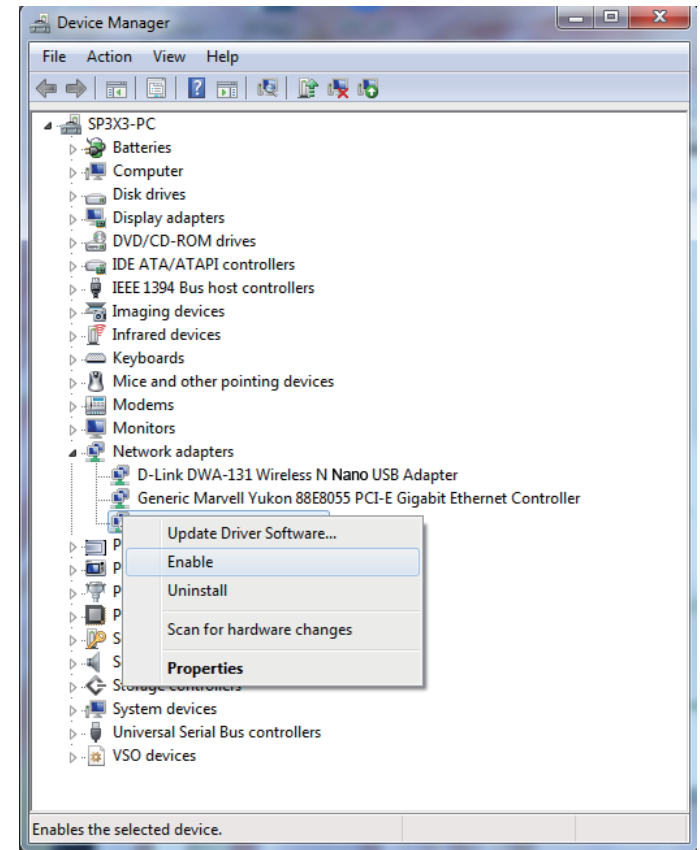 Device Manager
File Action View Help
SP3X3-PC
Batteries
Computer
Disk drives
Display adapters
DVD/CD-ROM drives
IDE ATA/ATAPI controllers
IEEE 1394 Bus host controllers
Imaging devices
Infrared devices
Keyboards
Mice and other pointing devices
Modems
Monitors
Network adapters
D-Link DWA-131 Wireless N Nano USB Adapter
Generic Marvell Yukon 88E8055 PCI-E Gigabit Ethernet Controller
Update Driver Software...
Enable
Uninstall
Scan for hardware changes
Properties
P
P
P
P
S
S
Storage controllers
System devices
Universal Serial Bus controllers
VSO devices
Enables the selected device.